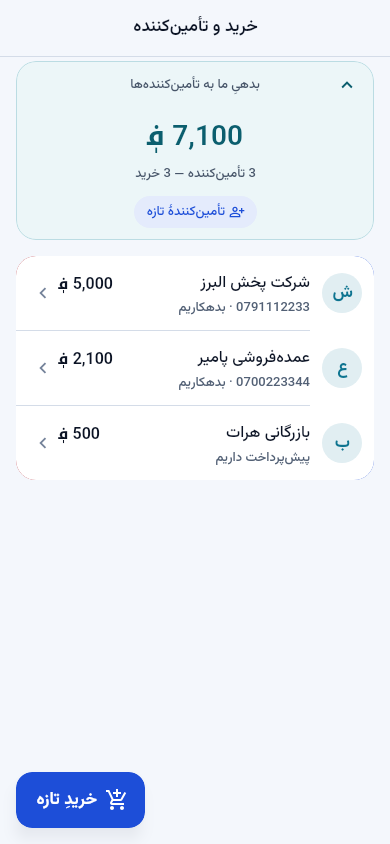 خرید و تأمین‌کننده
بدهیِ ما به تأمین‌کننده‌ها
7,100 ؋
3 تأمین‌کننده — 3 خرید
تأمین‌کنندهٔ تازه
ش
شرکت پخش البرز
5,000 ؋
0791112233 · بدهکاریم
ع
عمده‌فروشی پامیر
2,100 ؋
0700223344 · بدهکاریم
ب
بازرگانی هرات
500 ؋
پیش‌پرداخت داریم
خریدِ تازه